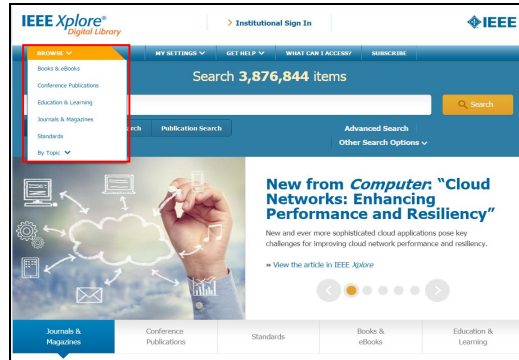 IEEE Xplore®
Digital Library
> Institutional Sign In
IEEE
BROWSE
MY SETTINGS
GET HELP
WHAT CAN I ACCESS?
SUBSCRIBE
Books & eBooks
Conference Publications
Education & Learning
Journals & Magazines
Standards
By Topic
Search 3,876,844 items
Search
rch
Publication Search
Advanced Search
Other Search Options
New from Computer: “Cloud
Networks: Enhancing
Performance and Resiliency”
New and ever more sophisticated cloud applications pose key
challenges for improving cloud network performance and resiliency.
» View the article in IEEE Xplore
Journals &
Magazines
Conference
Publications
Standards
Books &
eBooks
Education &
Learning